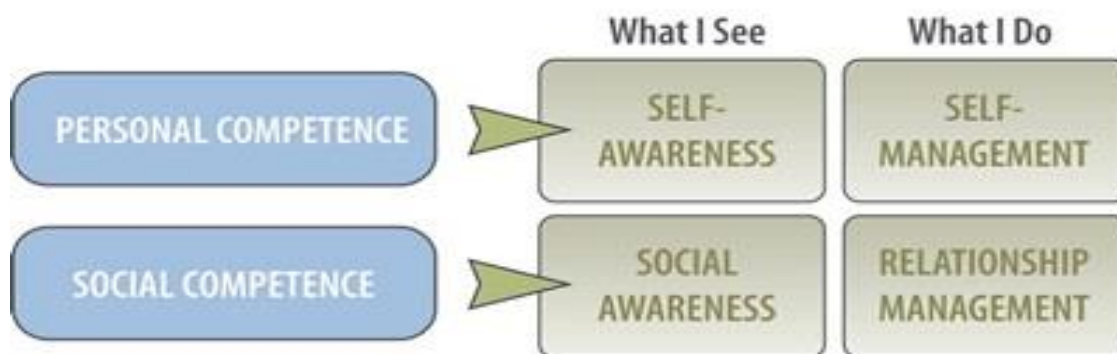 What I See
What I Do
PERSONAL COMPETENCE
SELF-
AWARENESS
SELF-
MANAGEMENT
SOCIAL COMPETENCE
SOCIAL
AWARENESS
RELATIONSHIP
MANAGEMENT